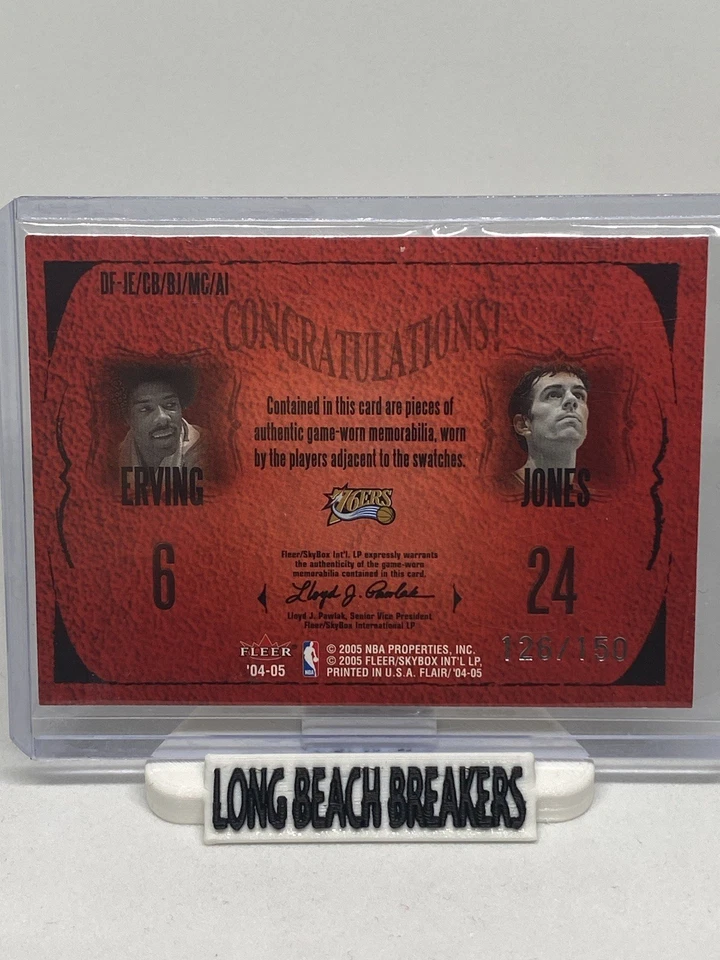 DF-JE/CB/BJ/MC/AI
CONGRATULATIONS!
Contained in this card are pieces of
authentic game-worn memorabilia, worn
by the players adjacent to the swatches.
ERVING
JONES
76ERS
6
24
Fleer/SkyBox Int'l. LP expressly warrants
the authenticity of the game-worn
memorabilia contained in this card.
Lloyd J. Pawlak
Lloyd J. Pawlak, Senior Vice President
Fleer/SkyBox International LP
126/150
FLEER
'04-05
NBA
© 2005 NBA PROPERTIES, INC.
© 2005 FLEER/SKYBOX INT'L LP,
PRINTED IN U.S.A. FLAIR/'04-05
LONG BEACH BREAKERS